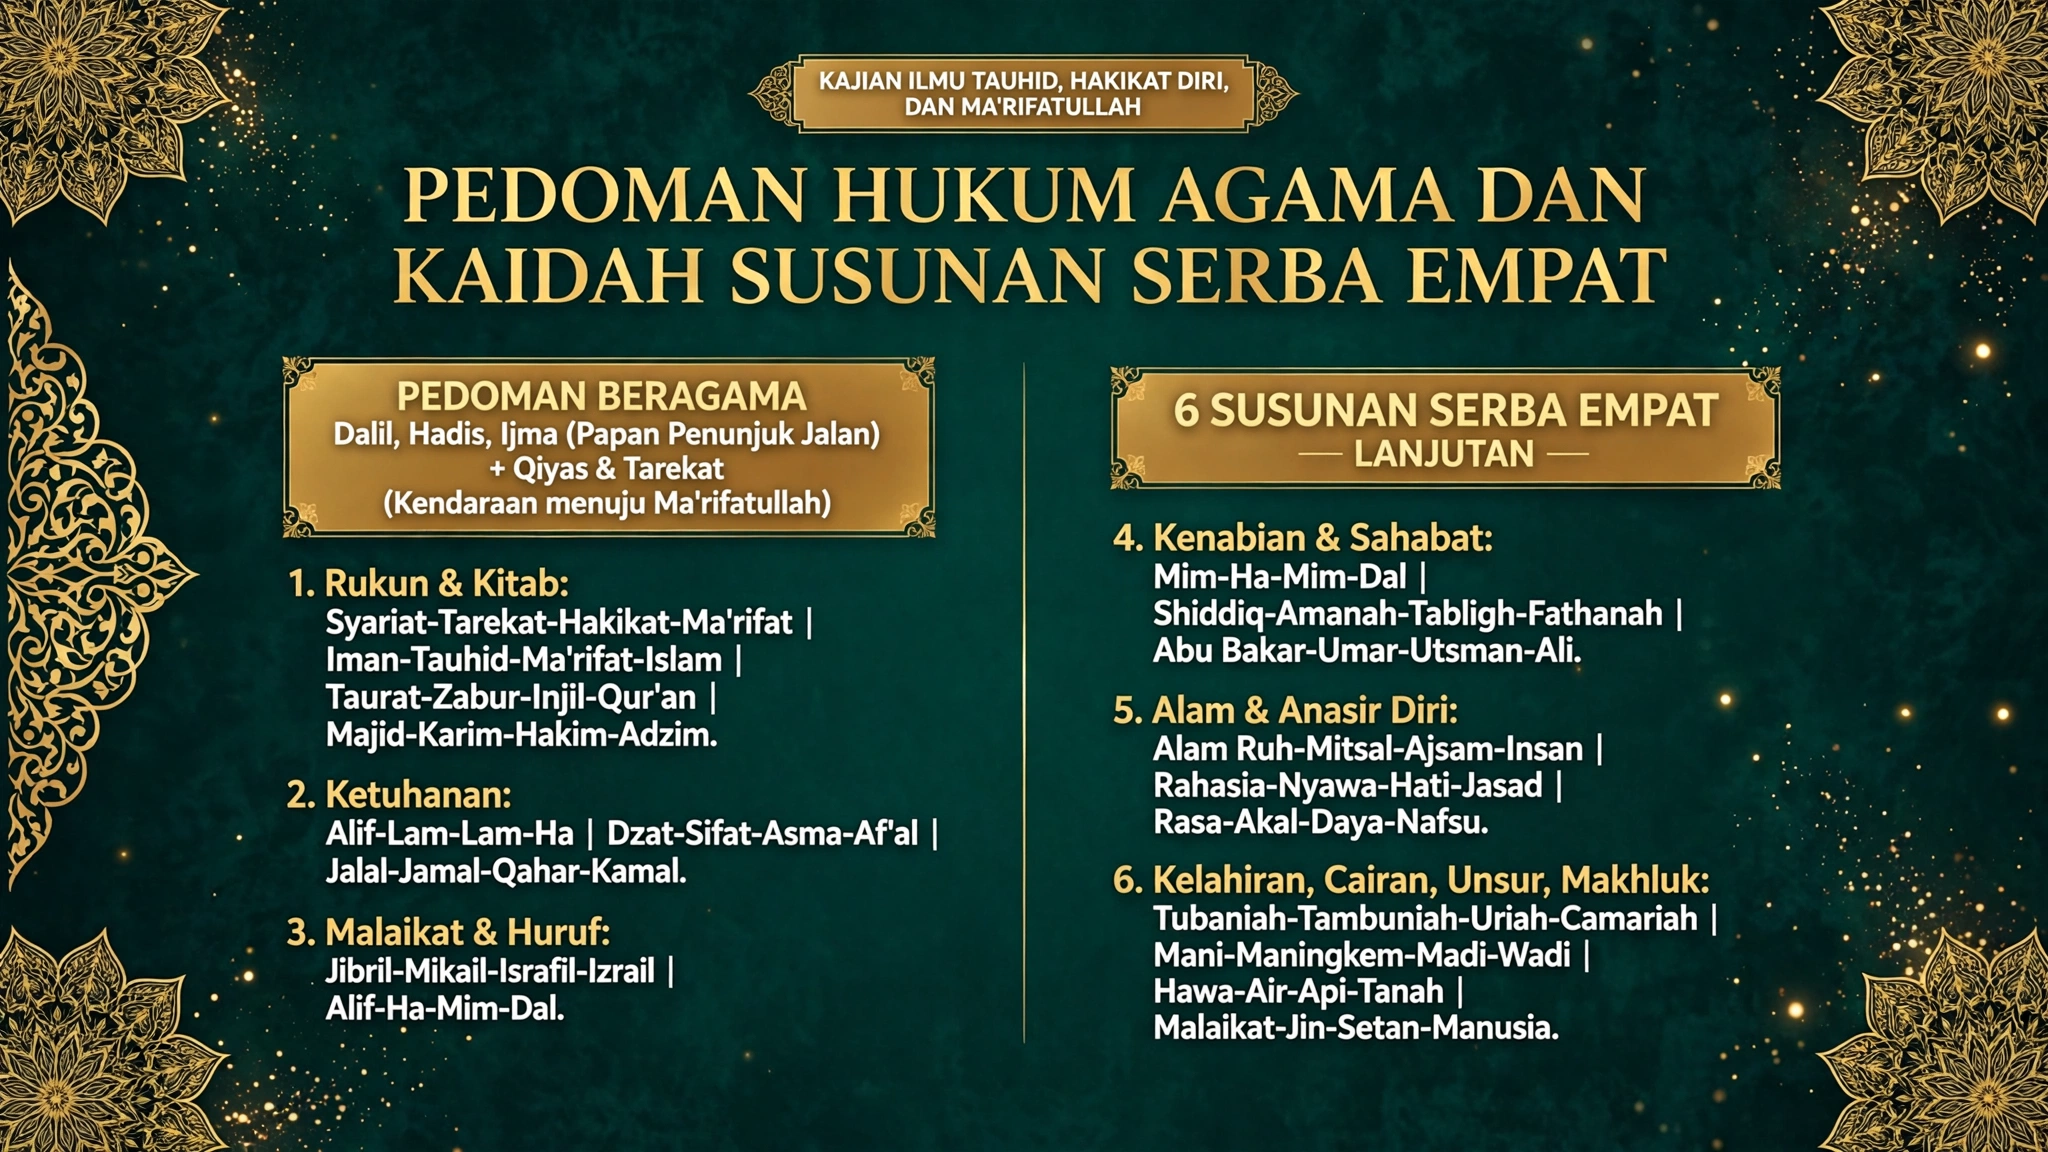 KAJIAN ILMU TAUHID, HAKIKAT DIRI,
DAN MA'RIFATULLAH
PEDOMAN HUKUM AGAMA DAN
KAIDAH SUSUNAN SERBA EMPAT
PEDOMAN BERAGAMA
Dalil, Hadis, Ijma (Papan Penunjuk Jalan)
+ Qiyas & Tarekat
(Kendaraan menuju Ma'rifatullah)
1. Rukun & Kitab:
Syariat-Tarekat-Hakikat-Ma'rifat |
Iman-Tauhid-Ma'rifat-Islam |
Taurat-Zabur-Injil-Qur'an |
Majid-Karim-Hakim-Adzim.
2. Ketuhanan:
Alif-Lam-Lam-Ha | Dzat-Sifat-Asma-Af'al |
Jalal-Jamal-Qahar-Kamal.
3. Malaikat & Huruf:
Jibril-Mikail-Israfil-Izrail |
Alif-Ha-Mim-Dal.
6 SUSUNAN SERBA EMPAT
— LANJUTAN —
4. Kenabian & Sahabat:
Mim-Ha-Mim-Dal |
Shiddiq-Amanah-Tabligh-Fathanah |
Abu Bakar-Umar-Utsman-Ali.
5. Alam & Anasir Diri:
Alam Ruh-Mitsal-Ajsam-Insan |
Rahasia-Nyawa-Hati-Jasad |
Rasa-Akal-Daya-Nafsu.
6. Kelahiran, Cairan, Unsur, Makhluk:
Tubaniah-Tambuniah-Uriah-Camariah |
Mani-Maningkem-Madi-Wadi |
Hawa-Air-Api-Tanah |
Malaikat-Jin-Setan-Manusia.